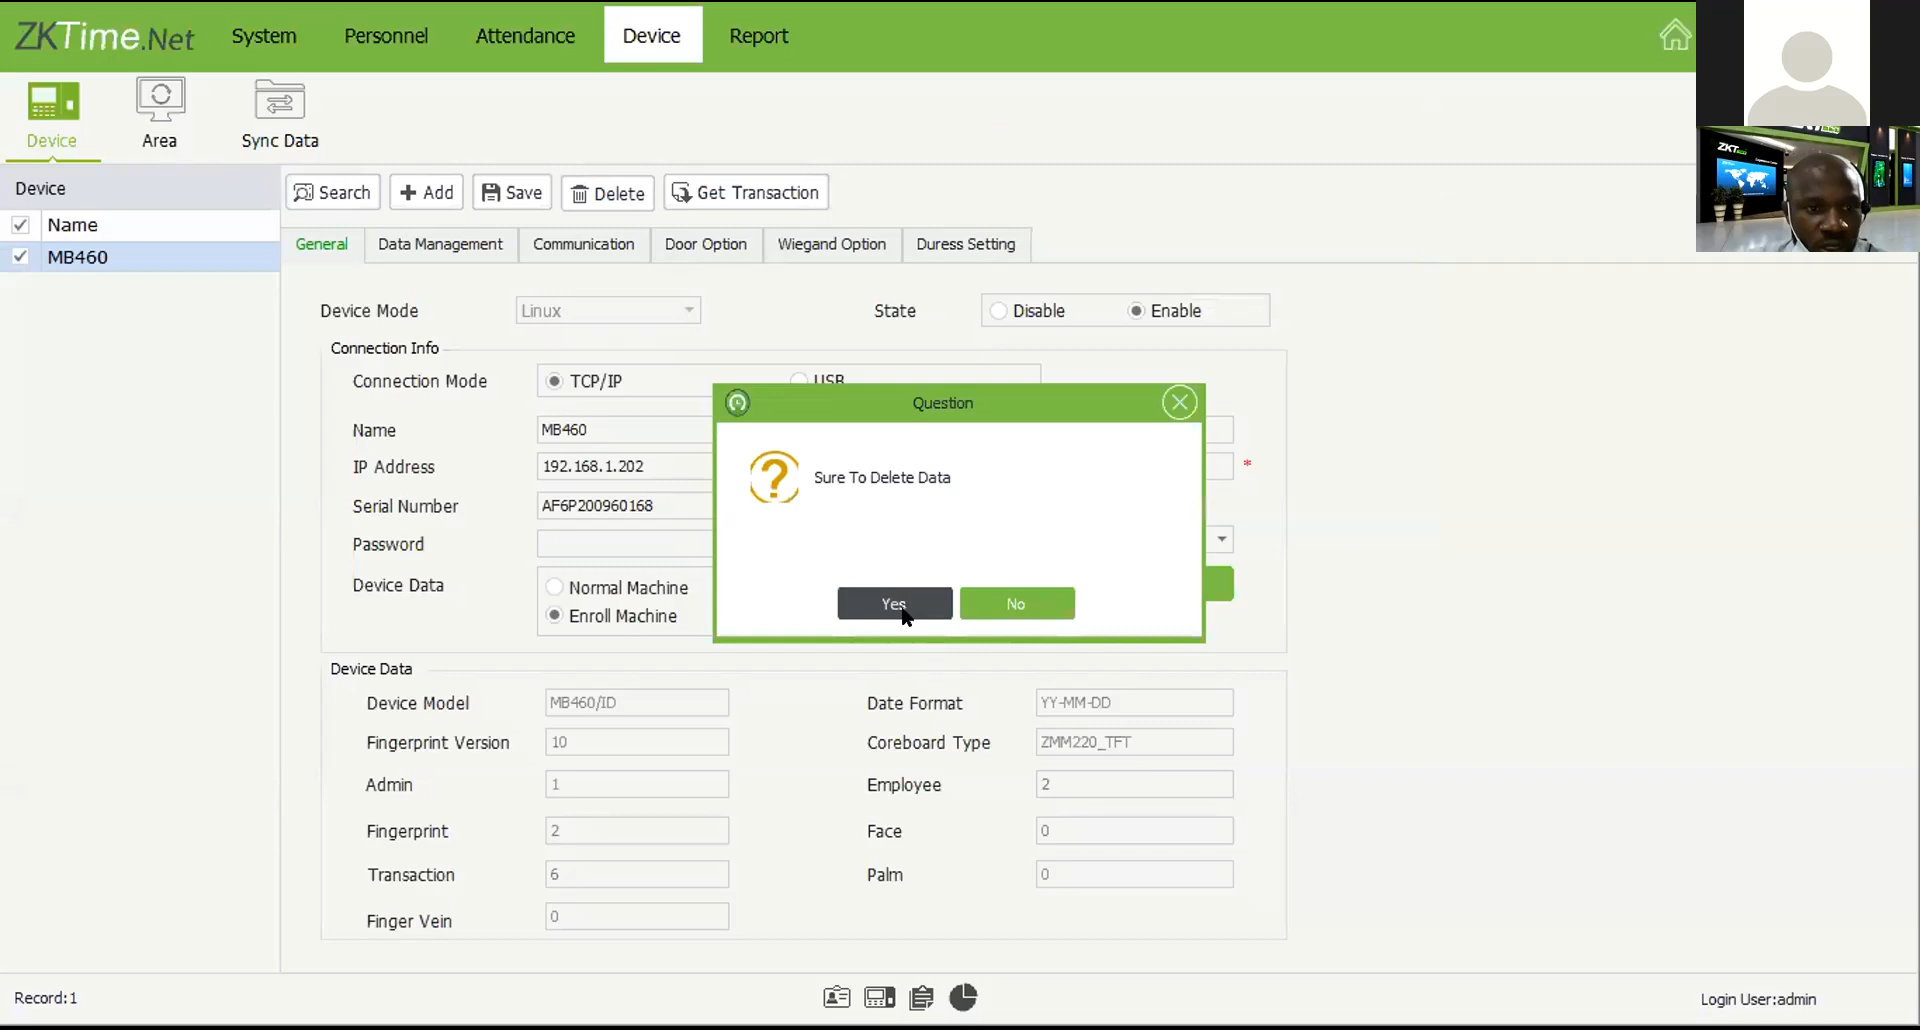 ZKTime.Net
System
Personnel
Attendance
Device
Report
Device
Area
Sync Data
Device
Search
Add
Save
Delete
Get Transaction
Name
MB460
General
Data Management
Communication
Door Option
Wiegand Option
Duress Setting
Device Mode
Linux
State
Disable
Enable
Connection Info
Connection Mode
TCP/IP
USB
Name
MB460
IP Address
192.168.1.202
*
Serial Number
AF6P200960168
Password
Device Data
Normal Machine
Enroll Machine
Question
Sure To Delete Data
Yes
No
Device Data
Device Model
MB460/ID
Date Format
YY-MM-DD
Fingerprint Version
10
Coreboard Type
ZMM220_TFT
Admin
1
Employee
2
Fingerprint
2
Face
0
Transaction
6
Palm
0
Finger Vein
0
Record:1
Login User:admin